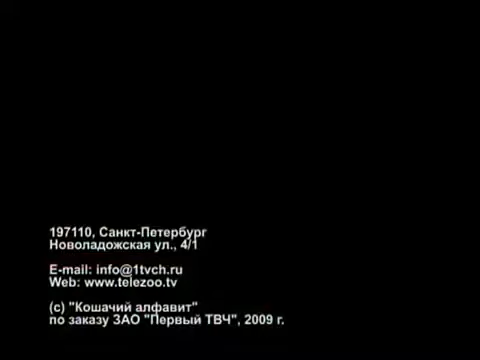 197110, Санкт-Петербург
Новоладожская ул., 4/1
E-mail: info@1tvch.ru
Web: www.telezoo.tv
(с) "Кошачий алфавит"
по заказу ЗАО "Первый ТВЧ", 2009 г.